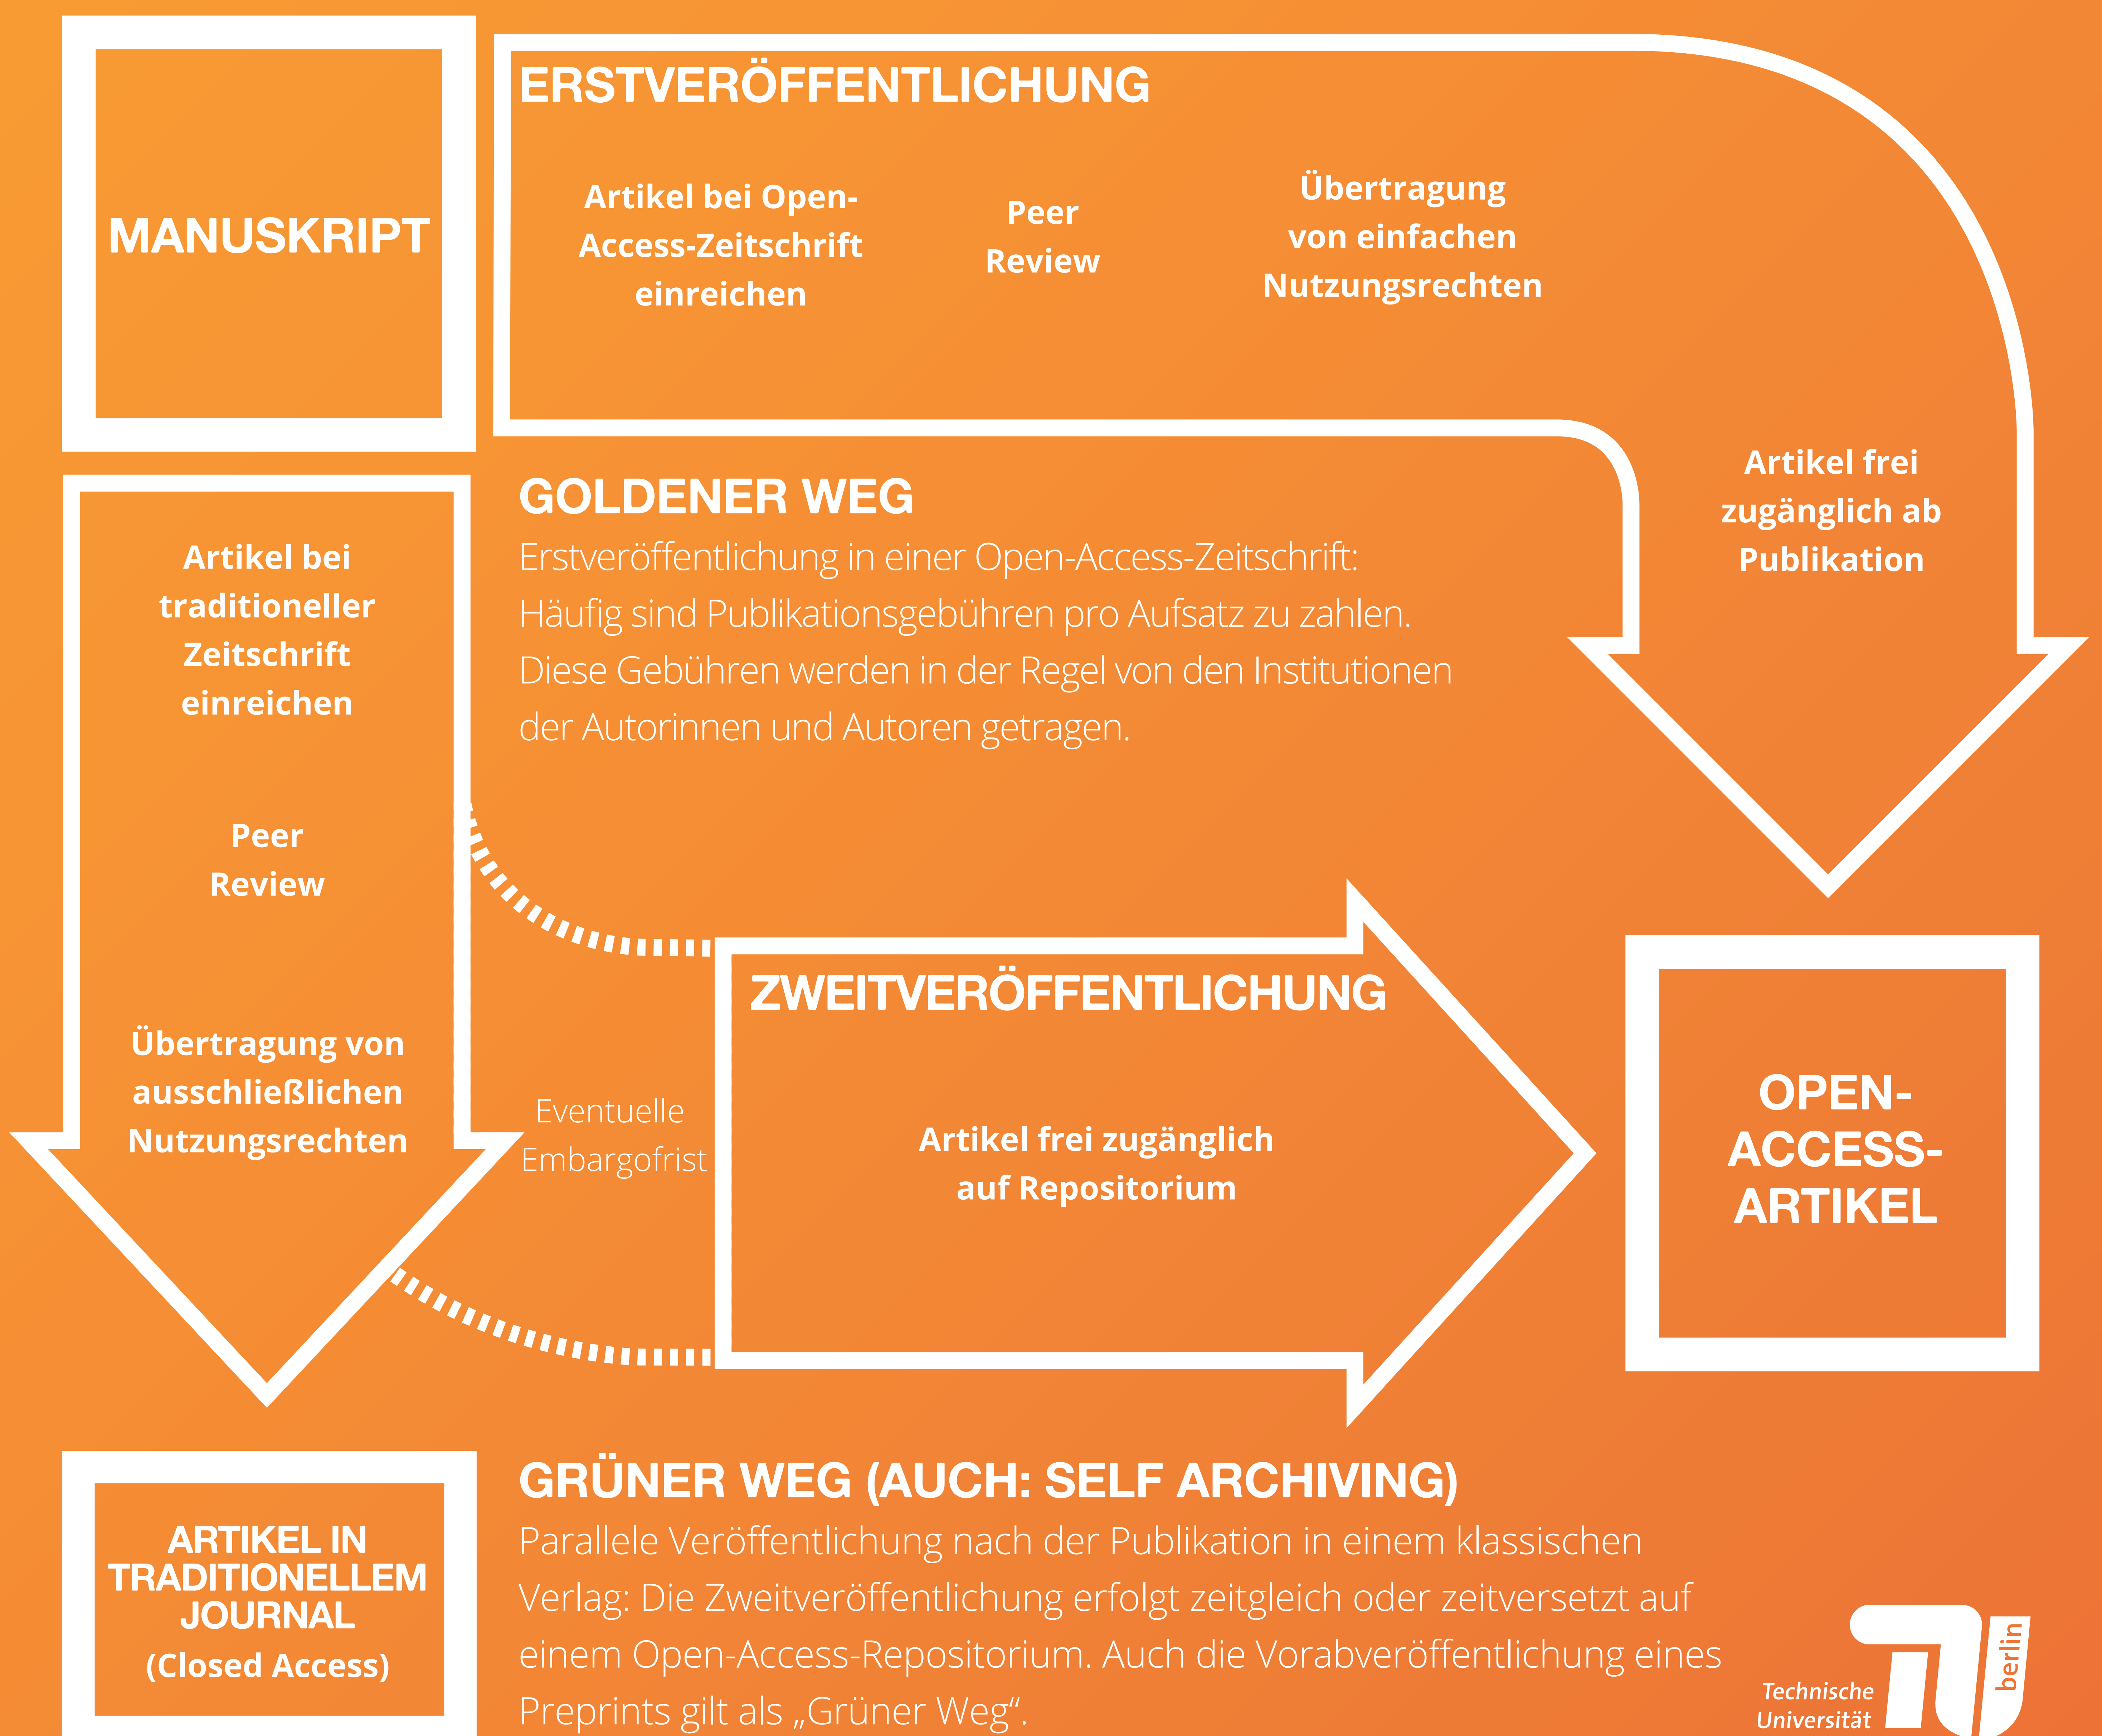 MANUSKRIPT
ERSTVERÖFFENTLICHUNG
Artikel bei Open-
Access-Zeitschrift
einreichen
Peer
Review
Übertragung
von einfachen
Nutzungsrechten
Artikel frei
zugänglich ab
Publikation
GOLDENER WEG
Erstveröffentlichung in einer Open-Access-Zeitschrift:
Häufig sind Publikationsgebühren pro Aufsatz zu zahlen.
Diese Gebühren werden in der Regel von den Institutionen
der Autorinnen und Autoren getragen.
Artikel bei
traditioneller
Zeitschrift
einreichen
Peer
Review
Übertragung von
ausschließlichen
Nutzungsrechten
Eventuelle
Embargofrist
ZWEITVERÖFFENTLICHUNG
Artikel frei zugänglich
auf Repositorium
OPEN-
ACCESS-
ARTIKEL
ARTIKEL IN
TRADITIONELLEM
JOURNAL
(Closed Access)
GRÜNER WEG (AUCH: SELF ARCHIVING)
Parallele Veröffentlichung nach der Publikation in einem klassischen
Verlag: Die Zweitveröffentlichung erfolgt zeitgleich oder zeitversetzt auf
einem Open-Access-Repositorium. Auch die Vorabveröffentlichung eines
Preprints gilt als „Grüner Weg“.
Technische
Universität
berlin